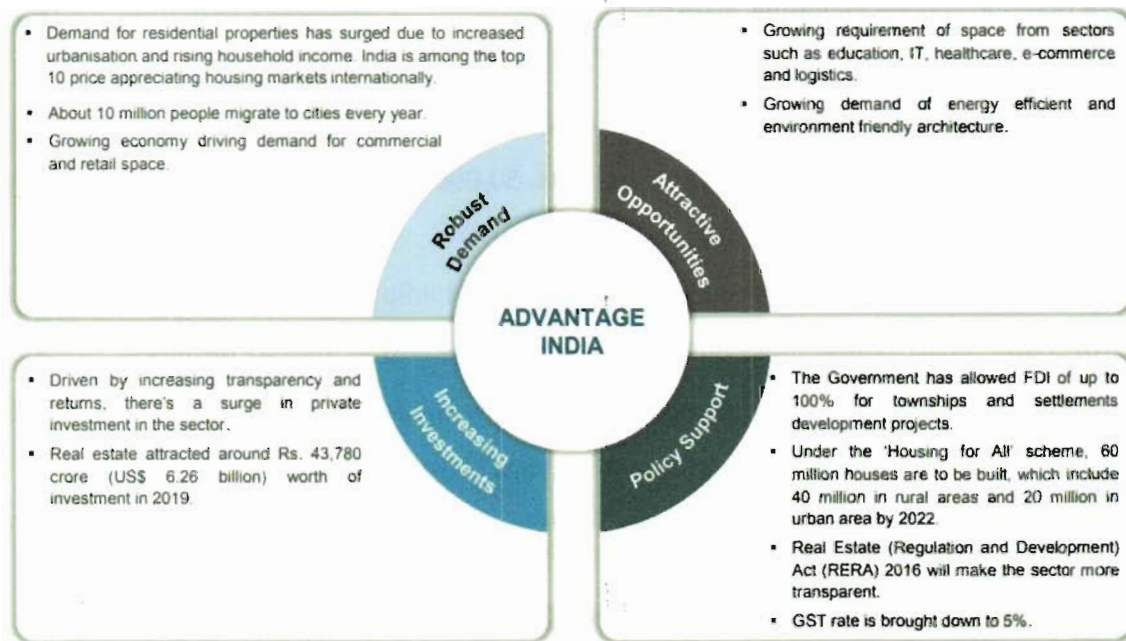 ▪ Demand for residential properties has surged due to increased
urbanisation and rising household income. India is among the top
10 price appreciating housing markets internationally.
▪ About 10 million people migrate to cities every year.
▪ Growing economy driving demand for commercial
and retail space.
Robust
Demand
▪ Growing requirement of space from sectors
such as education, IT, healthcare, e-commerce
and logistics.
▪ Growing demand of energy efficient and
environment friendly architecture.
Attractive
Opportunities
ADVANTAGE
INDIA
▪ Driven by increasing transparency and
returns, there's a surge in private
investment in the sector.
▪ Real estate attracted around Rs. 43,780
crore (US$ 6.26 billion) worth of
investment in 2019.
Increasing
Investments
▪ The Government has allowed FDI of up to
100% for townships and settlements
development projects.
▪ Under the 'Housing for All' scheme, 60
million houses are to be built, which include
40 million in rural areas and 20 million in
urban area by 2022.
▪ Real Estate (Regulation and Development)
Act (RERA) 2016 will make the sector more
transparent.
▪ GST rate is brought down to 5%.
Policy Support